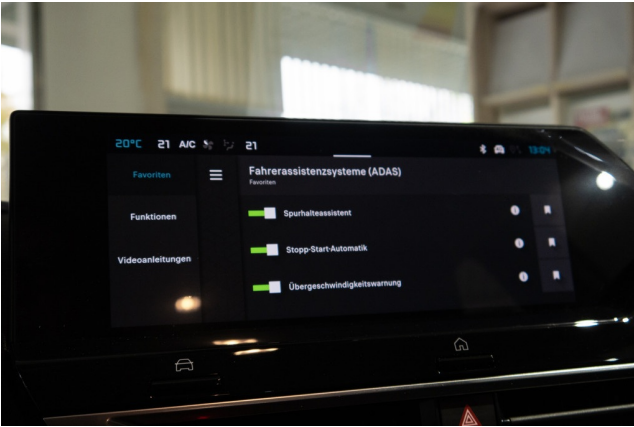 20°C 21 A/C 21 13:04
Favoriten
Fahrerassistenzsysteme (ADAS)
Favoriten
Funktionen
Spurhalteassistent
Stopp-Start-Automatik
Videoanleitungen
Übergeschwindigkeitswarnung